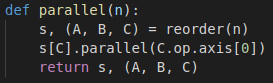 def parallel(n):
    s, (A, B, C) = reorder(n)
    s[C].parallel(C.op.axis[0])
    return s, (A, B, C)